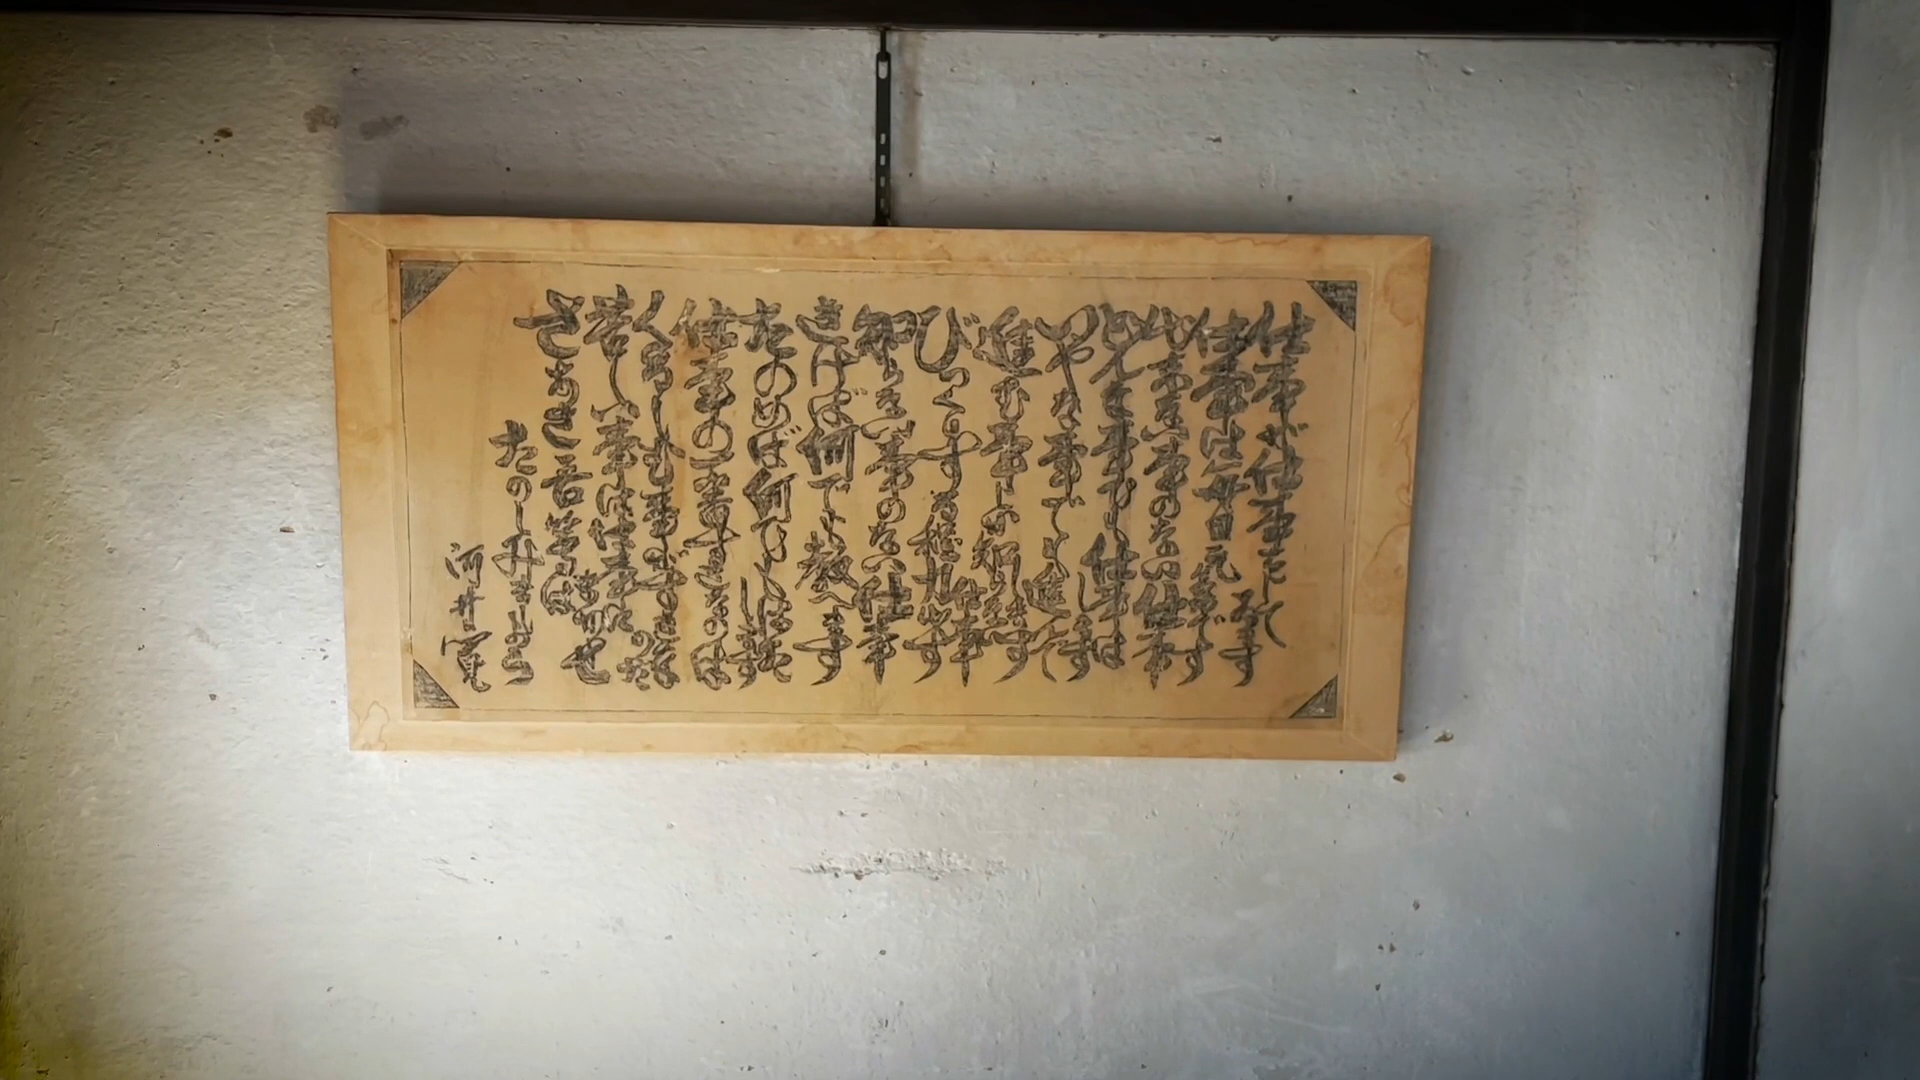 仕事が仕事をして
ゐます
仕事は毎日元気です
出来ない事のない仕事
どんな事でも仕事は
します
いやな事でも進んで
します
進む事しか知らない
仕事
びっくりする程力出す
知らない事のない仕事
きけば何でも教へます
たのめば何でもはた
します
仕事の一番すきなのは
くるしむ事がすき
なのだ
苦しい事は仕事に
まかせ
さあさ吾等は
たのしみましょう
河井寛